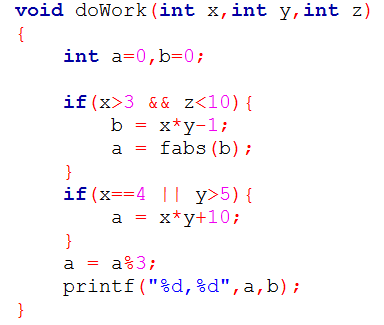 void doWork(int x,int y,int z)
{
    int a=0,b=0;

    if(x>3 && z<10){
        b = x*y-1;
        a = fabs(b);
    }
    if(x==4 || y>5){
        a = x*y+10;
    }
    a = a%3;
    printf("%d,%d",a,b);
}